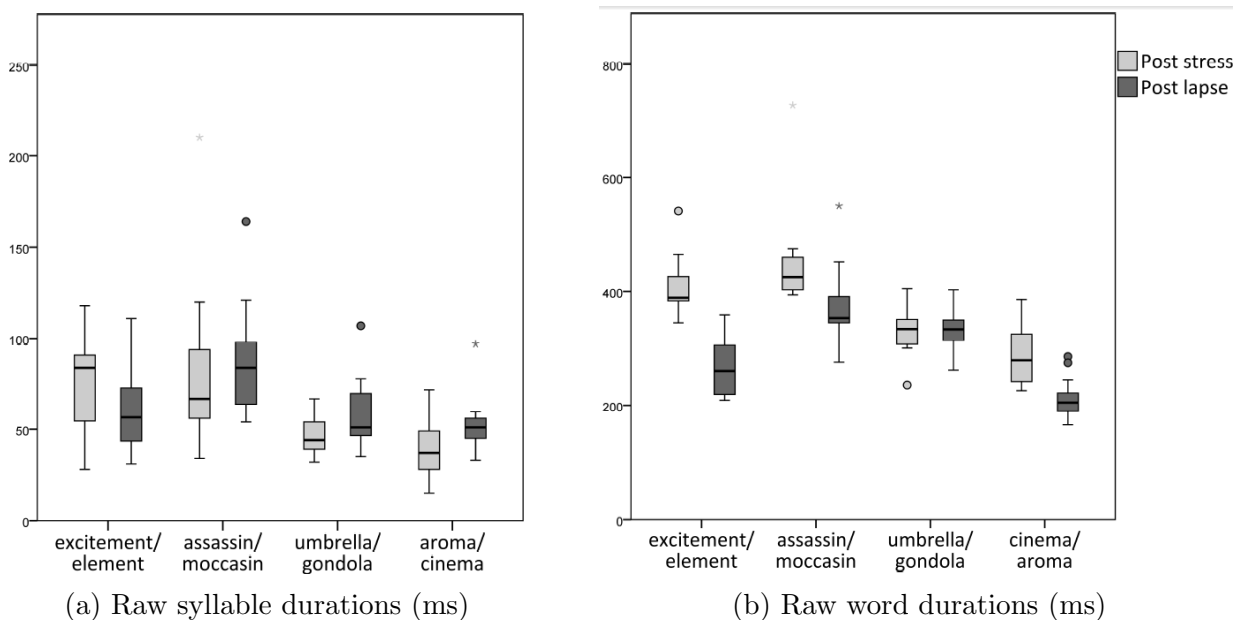 250
200
150
100
50
0
excitement/
element
assassin/
moccasin
umbrella/
gondola
aroma/
cinema
(a) Raw syllable durations (ms)
800
600
400
200
0
excitement/
element
assassin/
moccasin
umbrella/
gondola
cinema/
aroma
Post stress
Post lapse
(b) Raw word durations (ms)